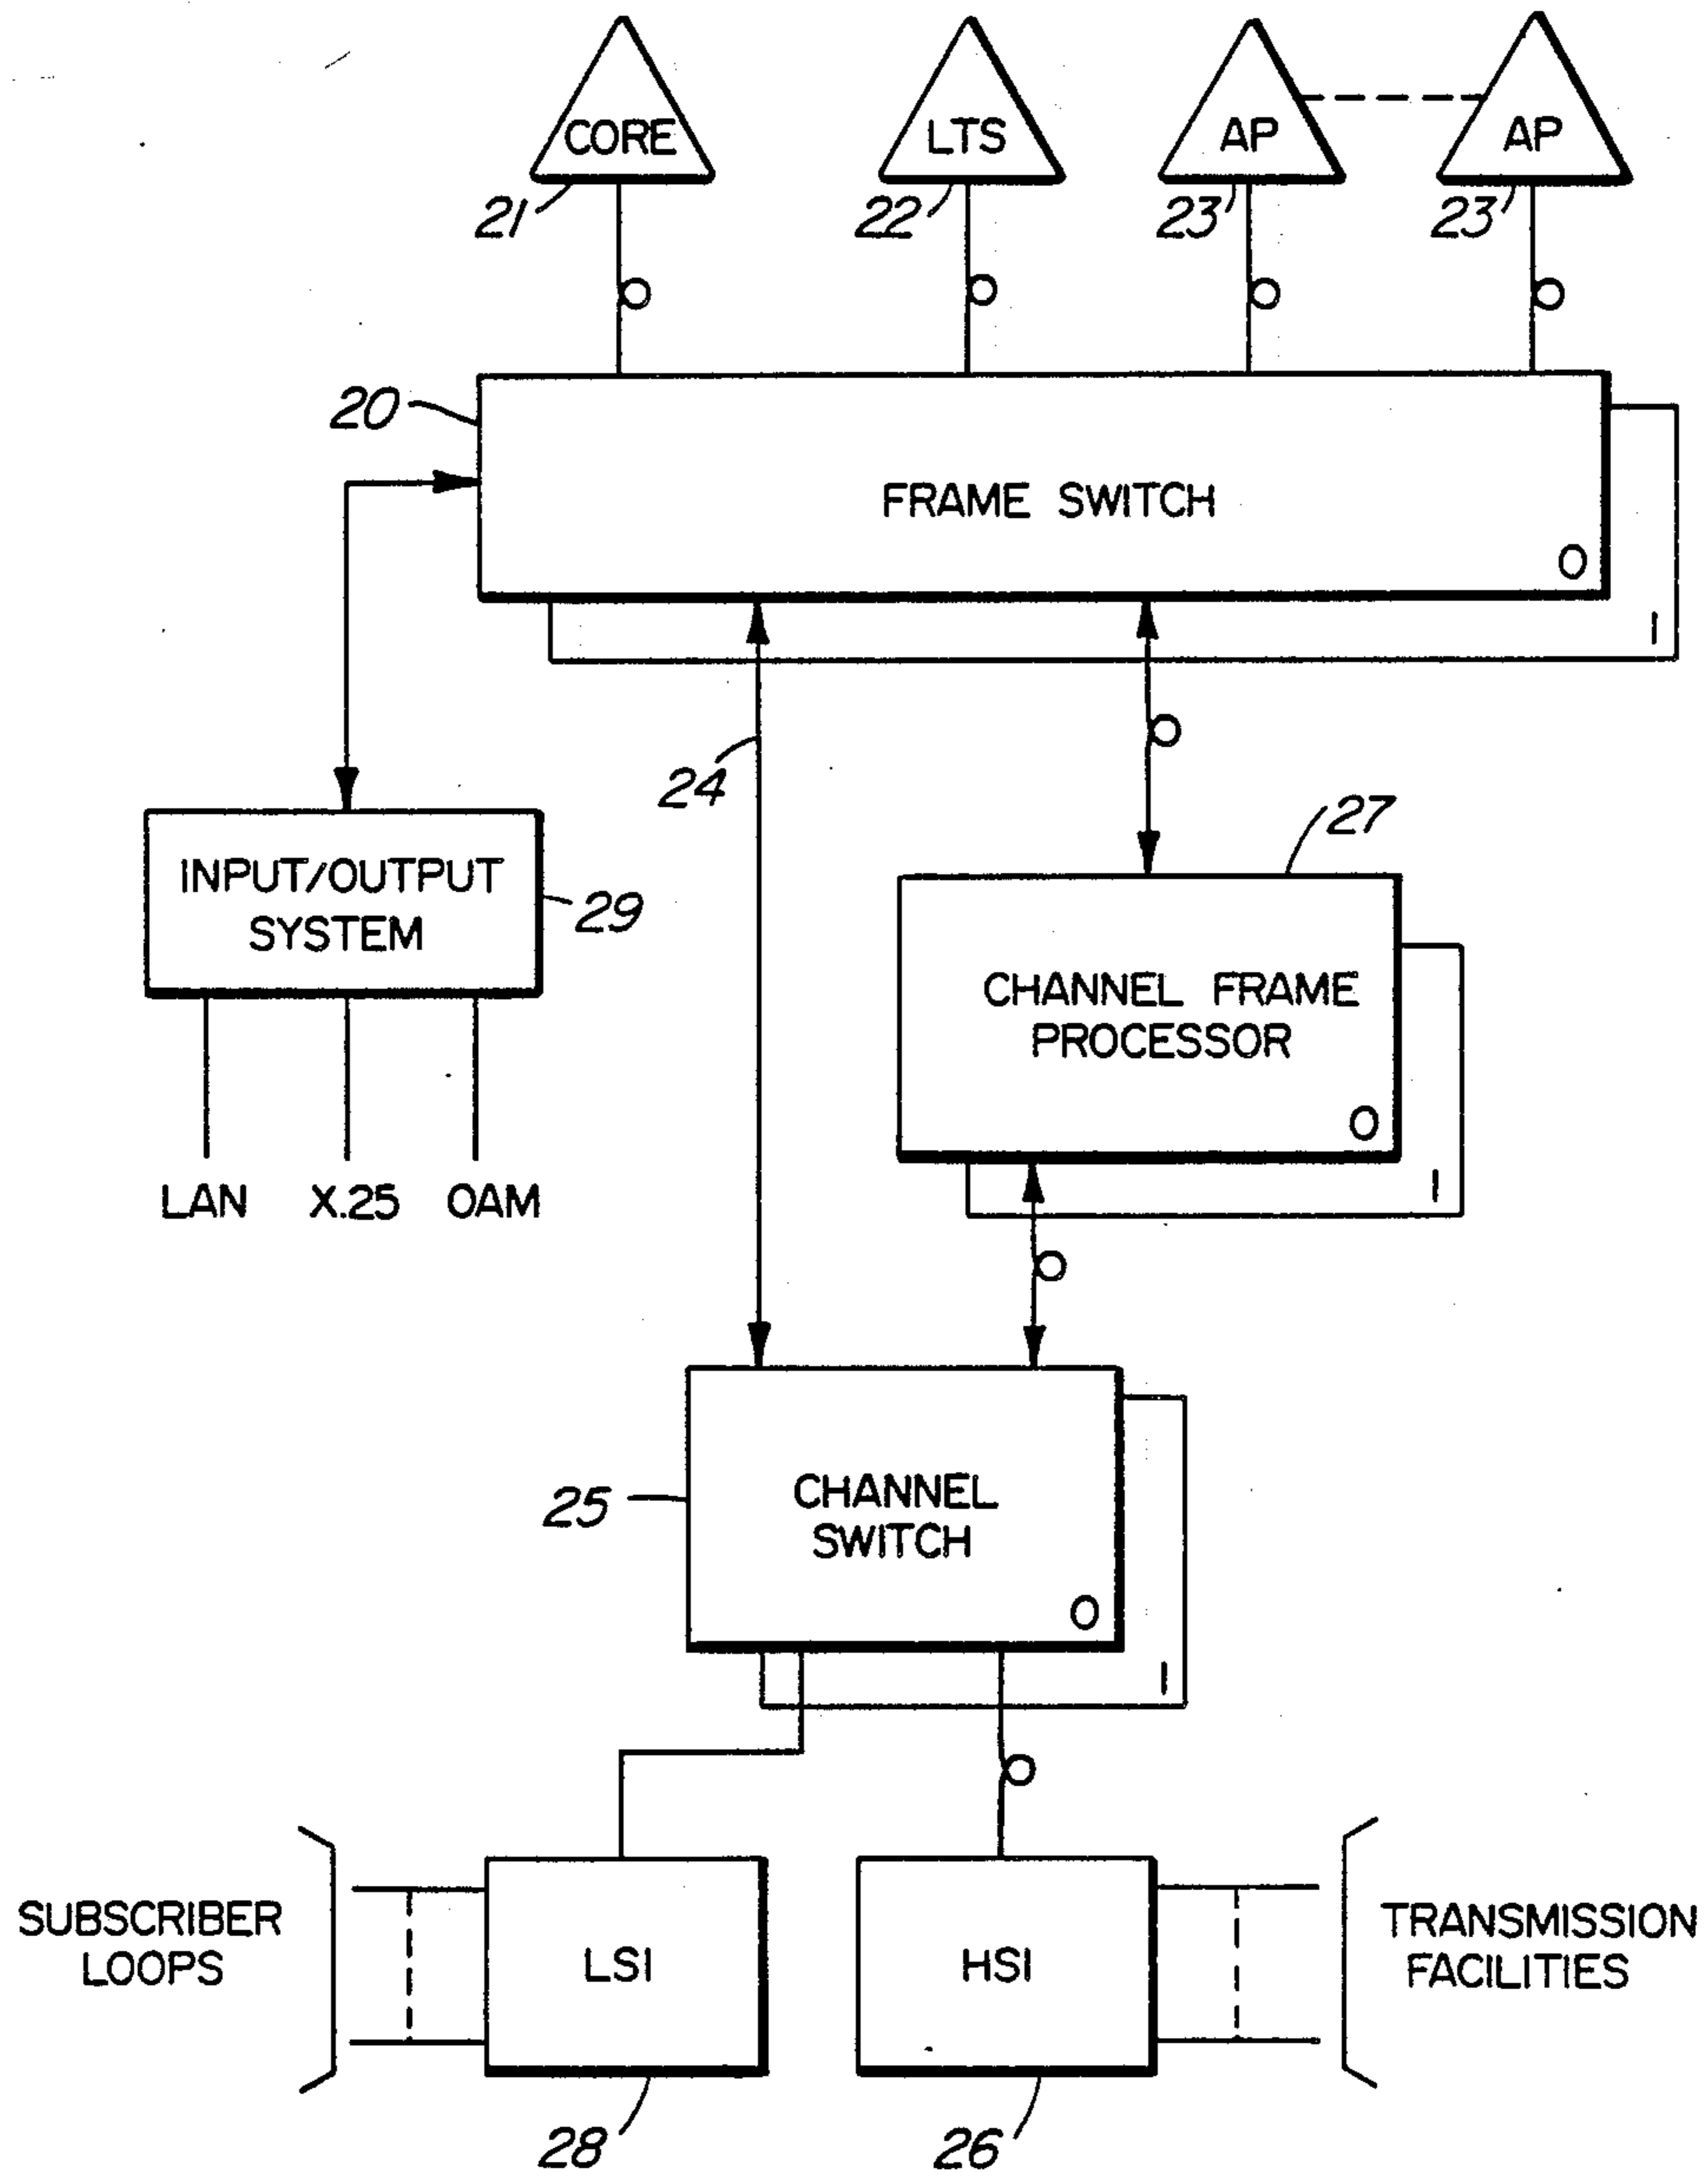 CORE
LTS
AP
AP
21
22
23
23
20
FRAME SWITCH
0
1
24
27
INPUT/OUTPUT
SYSTEM
29
CHANNEL FRAME
PROCESSOR
0
1
LAN
X.25
OAM
25
CHANNEL
SWITCH
0
1
SUBSCRIBER
LOOPS
LSI
HSI
TRANSMISSION
FACILITIES
28
26